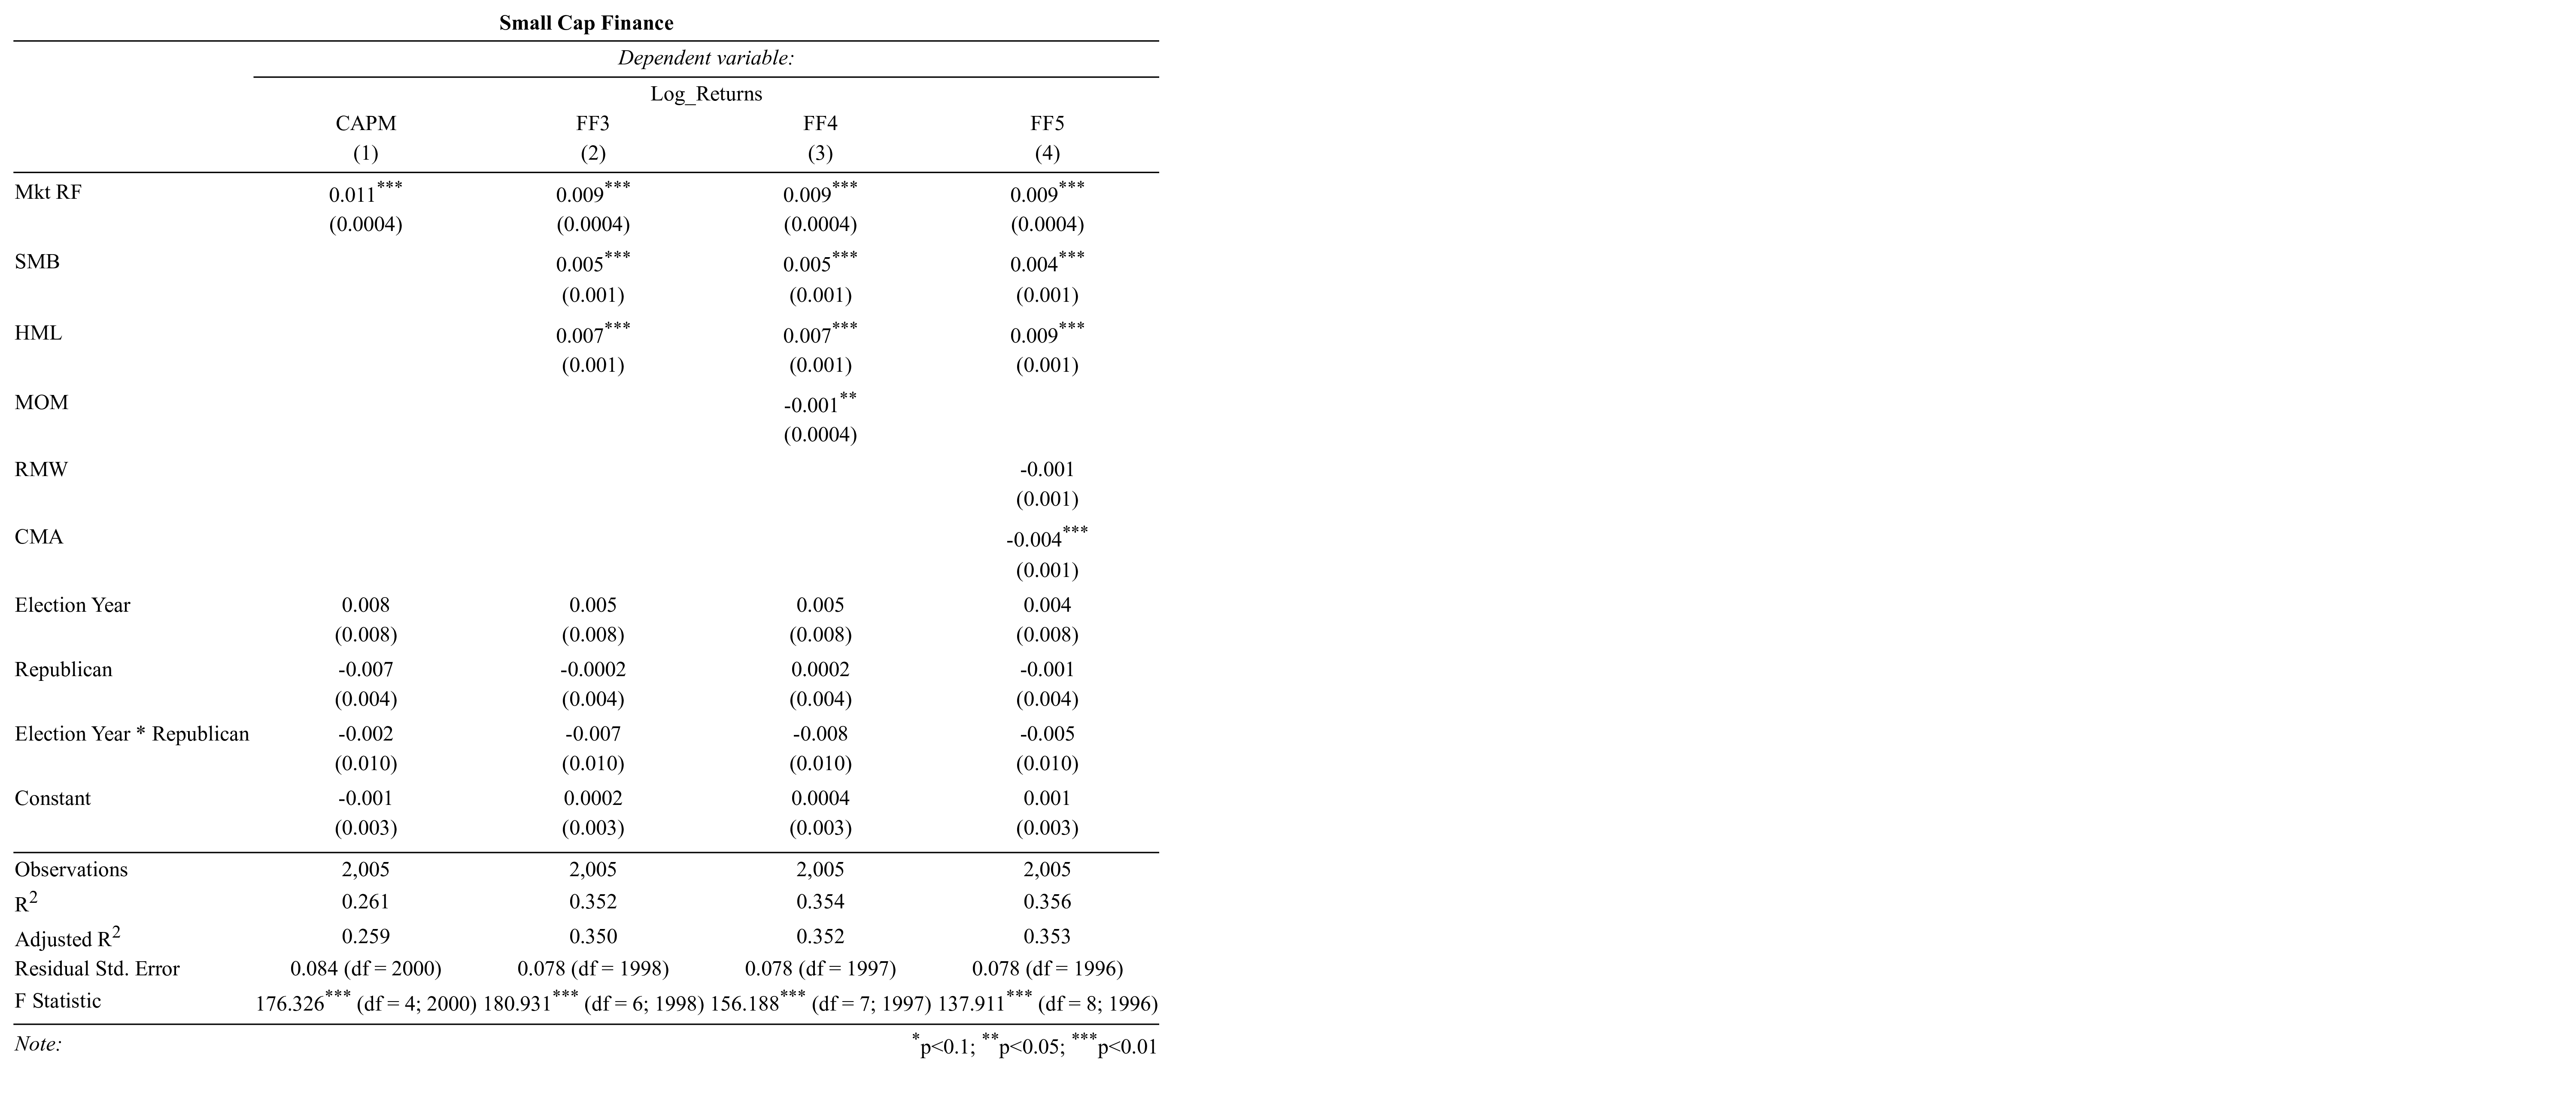 Small Cap Finance
Dependent variable:
Log_Returns
CAPM FF3 FF4 FF5
(1) (2) (3) (4)
Mkt RF 0.011*** 0.009*** 0.009*** 0.009***
(0.0004) (0.0004) (0.0004) (0.0004)
SMB 0.005*** 0.005*** 0.004***
(0.001) (0.001) (0.001)
HML 0.007*** 0.007*** 0.009***
(0.001) (0.001) (0.001)
MOM -0.001**
(0.0004)
RMW -0.001
(0.001)
CMA -0.004***
(0.001)
Election Year 0.008 0.005 0.005 0.004
(0.008) (0.008) (0.008) (0.008)
Republican -0.007 -0.0002 0.0002 -0.001
(0.004) (0.004) (0.004) (0.004)
Election Year * Republican -0.002 -0.007 -0.008 -0.005
(0.010) (0.010) (0.010) (0.010)
Constant -0.001 0.0002 0.0004 0.001
(0.003) (0.003) (0.003) (0.003)
Observations 2,005 2,005 2,005 2,005
R2 0.261 0.352 0.354 0.356
Adjusted R2 0.259 0.350 0.352 0.353
Residual Std. Error 0.084 (df = 2000) 0.078 (df = 1998) 0.078 (df = 1997) 0.078 (df = 1996)
F Statistic 176.326*** (df = 4; 2000) 180.931*** (df = 6; 1998) 156.188*** (df = 7; 1997) 137.911*** (df = 8; 1996)
Note: *p<0.1; **p<0.05; ***p<0.01